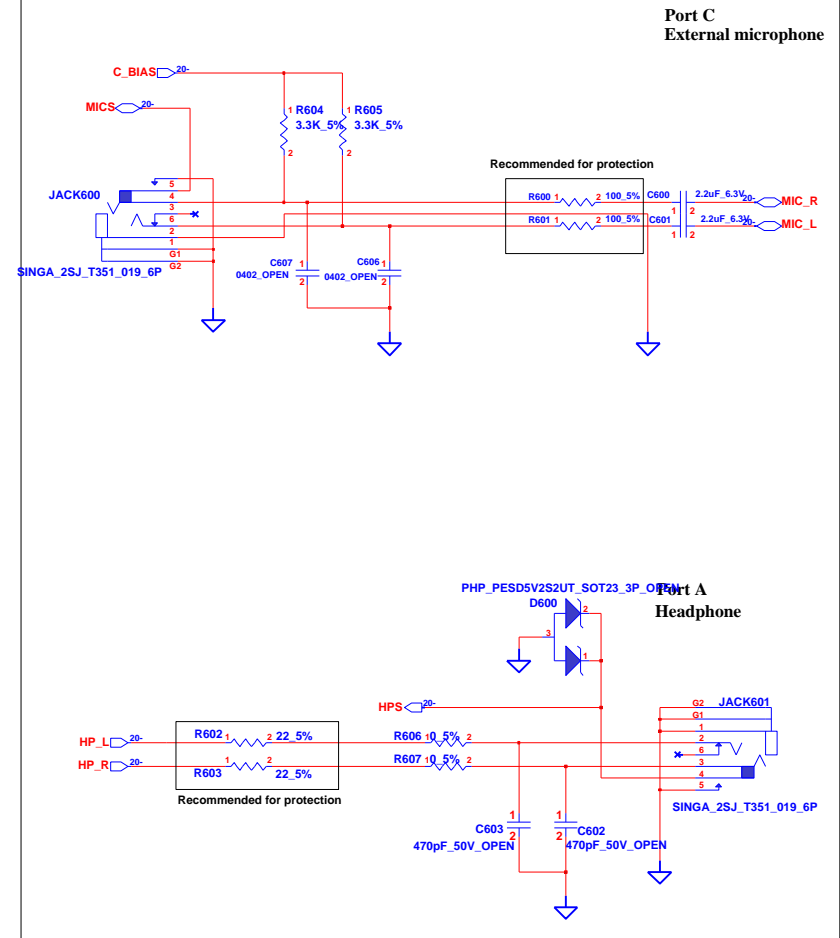 Port C
External microphone
C_BIAS 20-
MICS 20-
1 R604 1 R605
3.3K_5% 3.3K_5%
2 2
Recommended for protection
JACK600
5
4
3
6
2
1
G1
G2
SINGA_2SJ_T351_019_6P
R600 1 2 100_5% C600 2.2uF_6.3V 20- MIC_R
1 2
R601 1 2 100_5% C601 2.2uF_6.3V 20- MIC_L
1 2
C607 1 C606 1
0402_OPEN 2 0402_OPEN 2
PHP_PESD5V2S2UT_SOT23_3P_OPEN
Port A
D600 2
Headphone
3
1
HPS 20-
G2 JACK601
G1
1
2
6
3
4
5
SINGA_2SJ_T351_019_6P
HP_L 20- R602 1 2 22_5% R606 1 0_5% 2
HP_R 20- R603 1 2 22_5% R607 1 0_5% 2
Recommended for protection
1 1
C603 2 2 C602
470pF_50V_OPEN 470pF_50V_OPEN